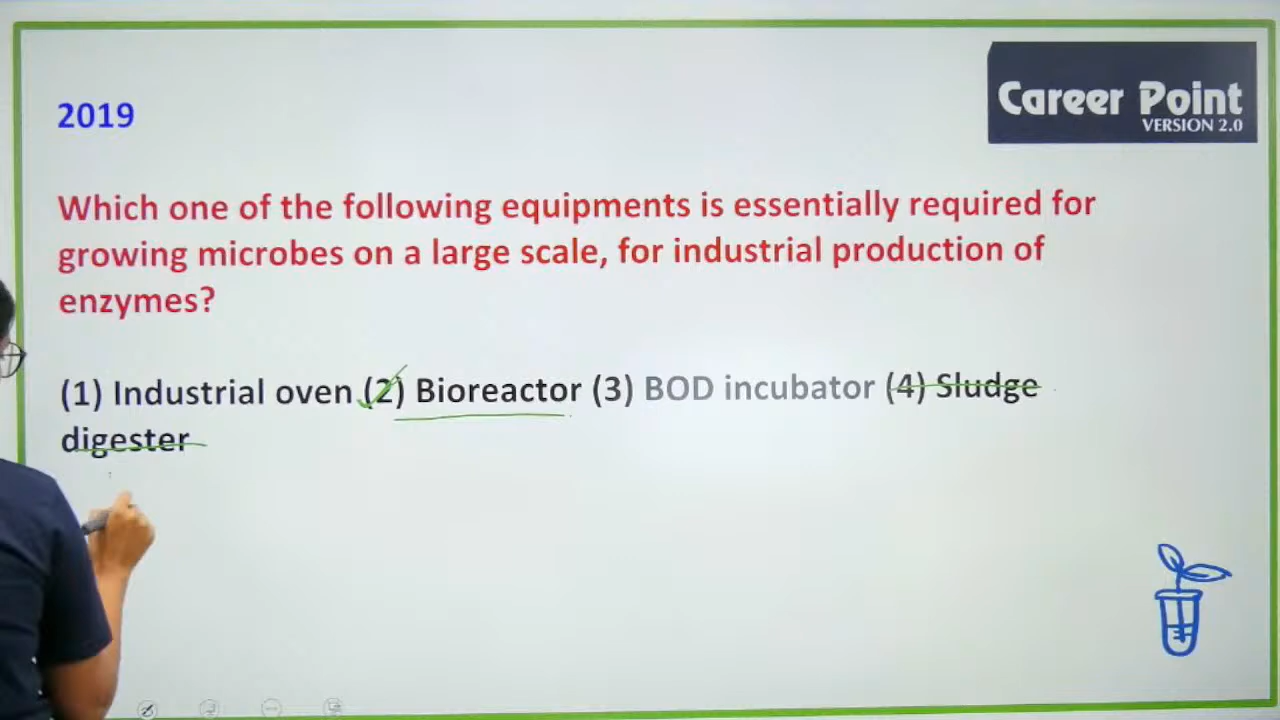 Career Point
VERSION 2.0
2019
Which one of the following equipments is essentially required for
growing microbes on a large scale, for industrial production of
enzymes?
(1) Industrial oven (2) Bioreactor (3) BOD incubator (4) Sludge
digester